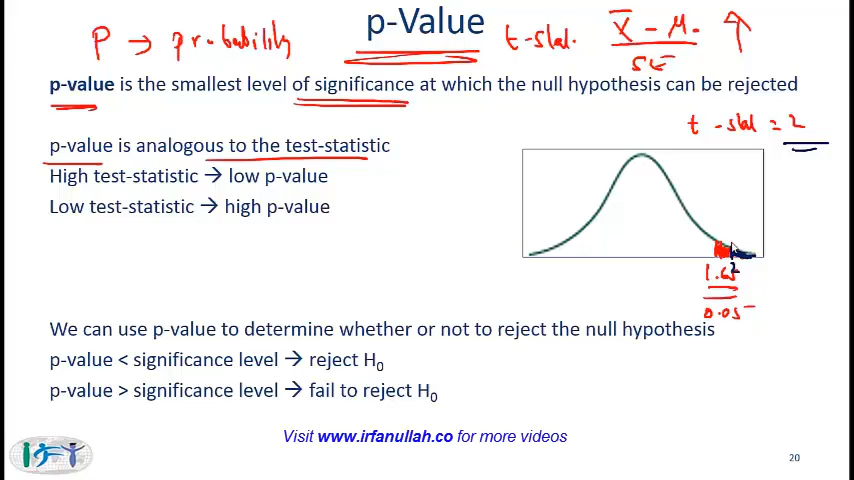 p-Value
P → probability
t-stat. X̄ - μ₀ ↑
SE
p-value is the smallest level of significance at which the null hypothesis can be rejected
t-stat = 2
p-value is analogous to the test-statistic
High test-statistic → low p-value
Low test-statistic → high p-value
1.65 2
0.05
We can use p-value to determine whether or not to reject the null hypothesis
p-value < significance level → reject H₀
p-value > significance level → fail to reject H₀
Visit www.irfanullah.co for more videos
IFT
20